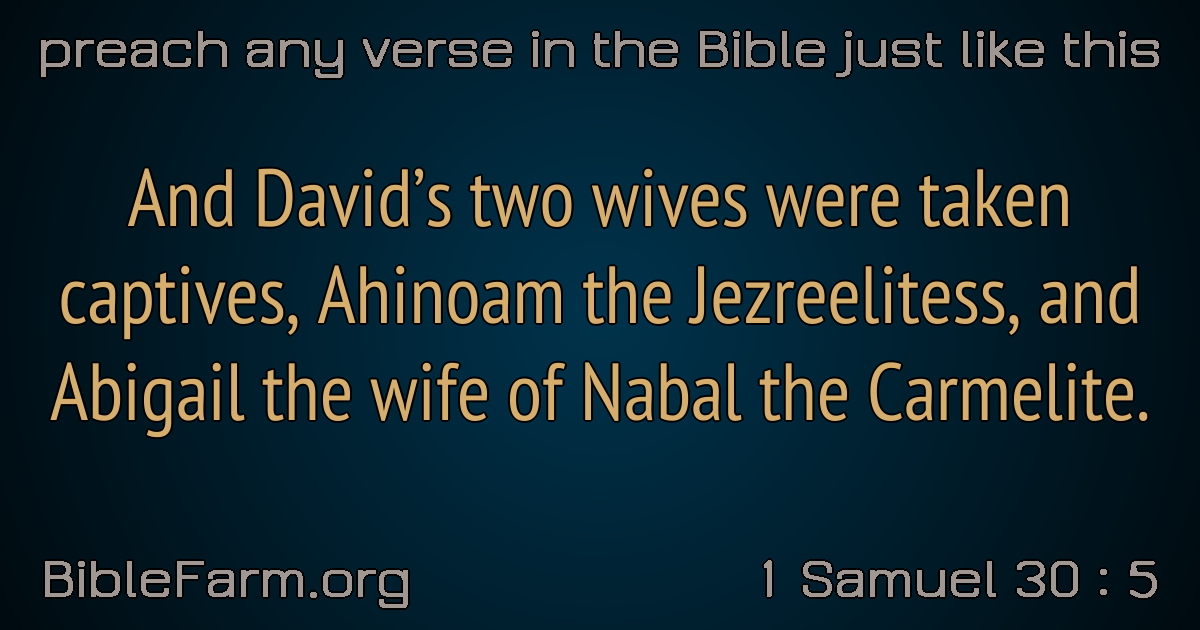 preach any verse in the Bible just like this
And David’s two wives were taken
captives, Ahinoam the Jezreelitess, and
Abigail the wife of Nabal the Carmelite.
BibleFarm.org
1 Samuel 30 : 5